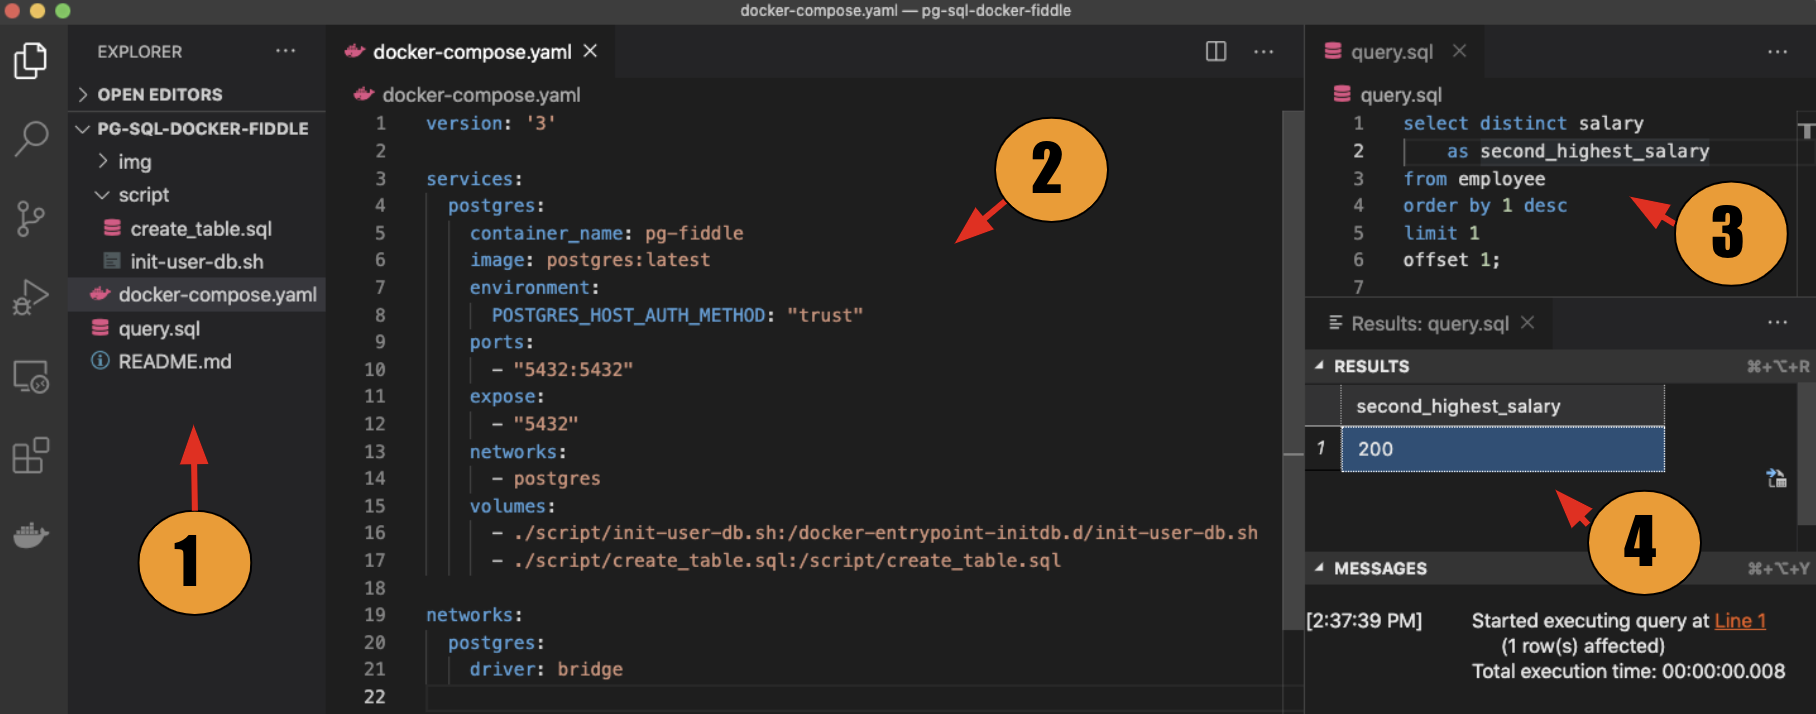 docker-compose.yaml — pg-sql-docker-fiddle
EXPLORER
OPEN EDITORS
PG-SQL-DOCKER-FIDDLE
img
script
create_table.sql
init-user-db.sh
docker-compose.yaml
query.sql
README.md
1
docker-compose.yaml
docker-compose.yaml
1 version: '3'
2
3 services:
4 postgres:
5 container_name: pg-fiddle
6 image: postgres:latest
7 environment:
8 POSTGRES_HOST_AUTH_METHOD: "trust"
9 ports:
10 - "5432:5432"
11 expose:
12 - "5432"
13 networks:
14 - postgres
15 volumes:
16 - ./script/init-user-db.sh:/docker-entrypoint-initdb.d/init-user-db.sh
17 - ./script/create_table.sql:/script/create_table.sql
18
19 networks:
20 postgres:
21 driver: bridge
22
2
query.sql
query.sql
1 select distinct salary
2 as second_highest_salary
3 from employee
4 order by 1 desc
5 limit 1
6 offset 1;
7
3
Results: query.sql
RESULTS ⌘+⌥+R
second_highest_salary
1 200
4
MESSAGES ⌘+⌥+Y
[2:37:39 PM] Started executing query at Line 1
(1 row(s) affected)
Total execution time: 00:00:00.008